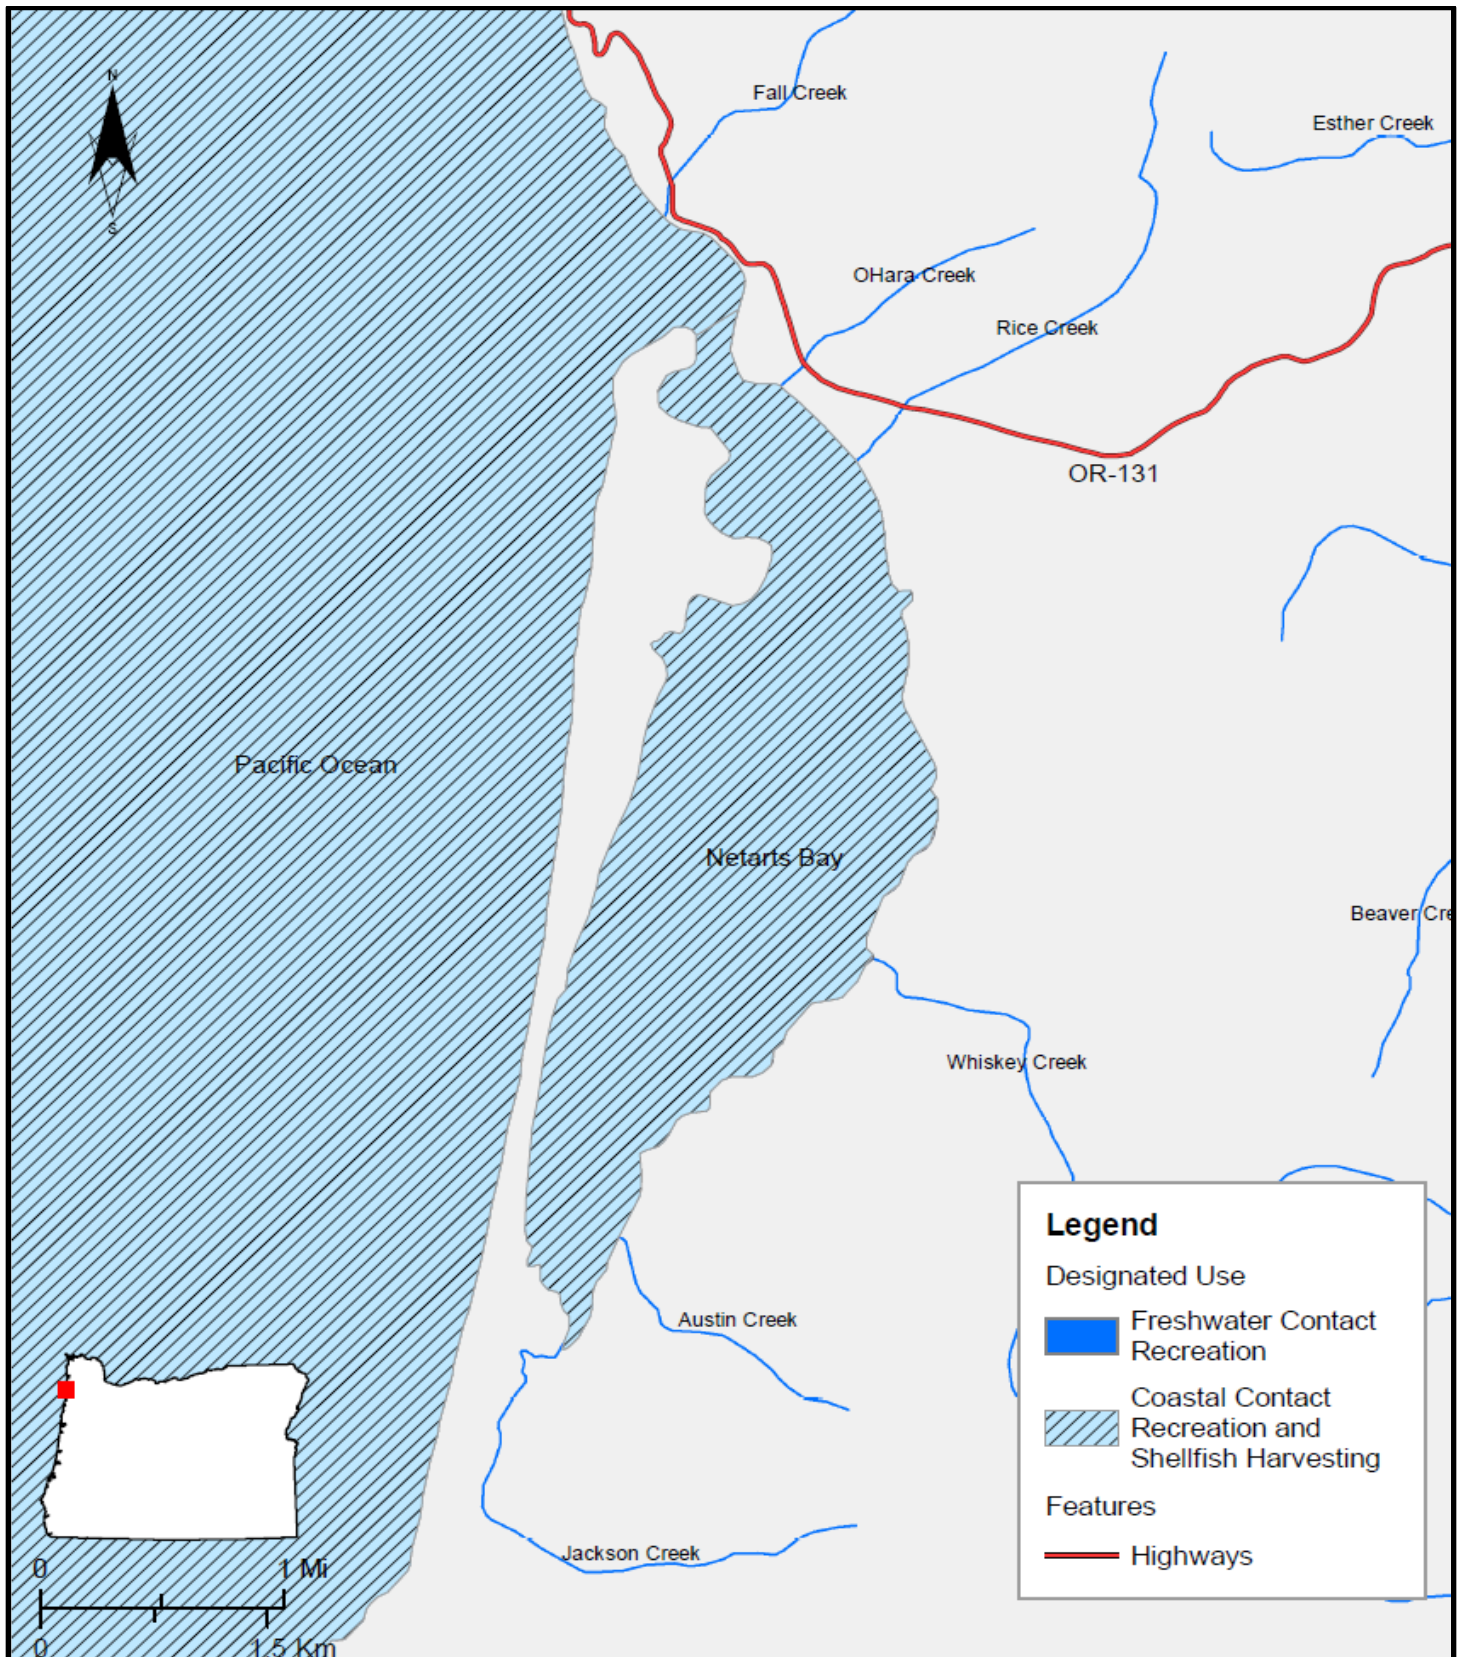 N
S
Fall Creek
Esther Creek
OHara Creek
Rice Creek
OR-131
Pacific Ocean
Netarts Bay
Beaver Cre
Whiskey Creek
Austin Creek
Jackson Creek
Legend
Designated Use
Freshwater Contact
Recreation
Coastal Contact
Recreation and
Shellfish Harvesting
Features
Highways
0 1 Mi
0 1.5 Km